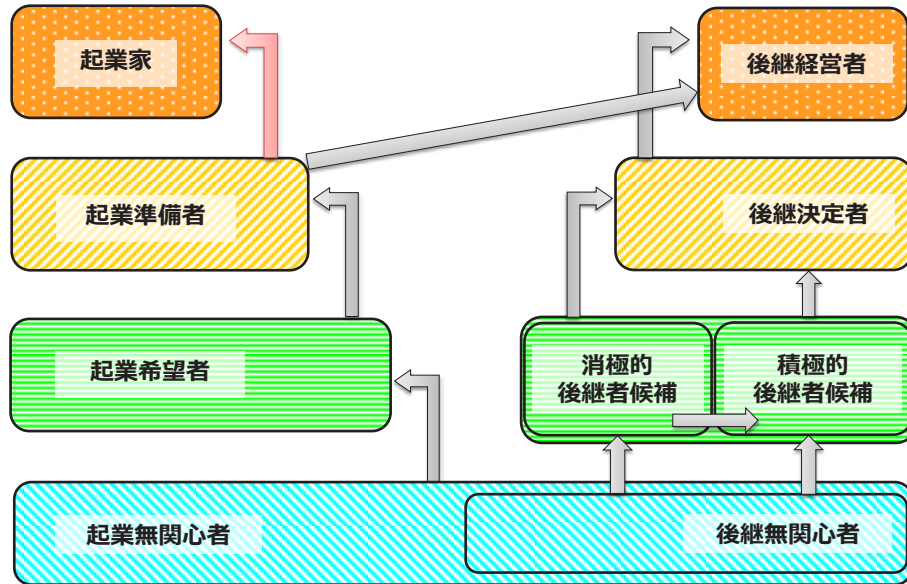 起業家
後継経営者
起業準備者
後継決定者
起業希望者
消極的
後継者候補
積極的
後継者候補
起業無関心者
後継無関心者